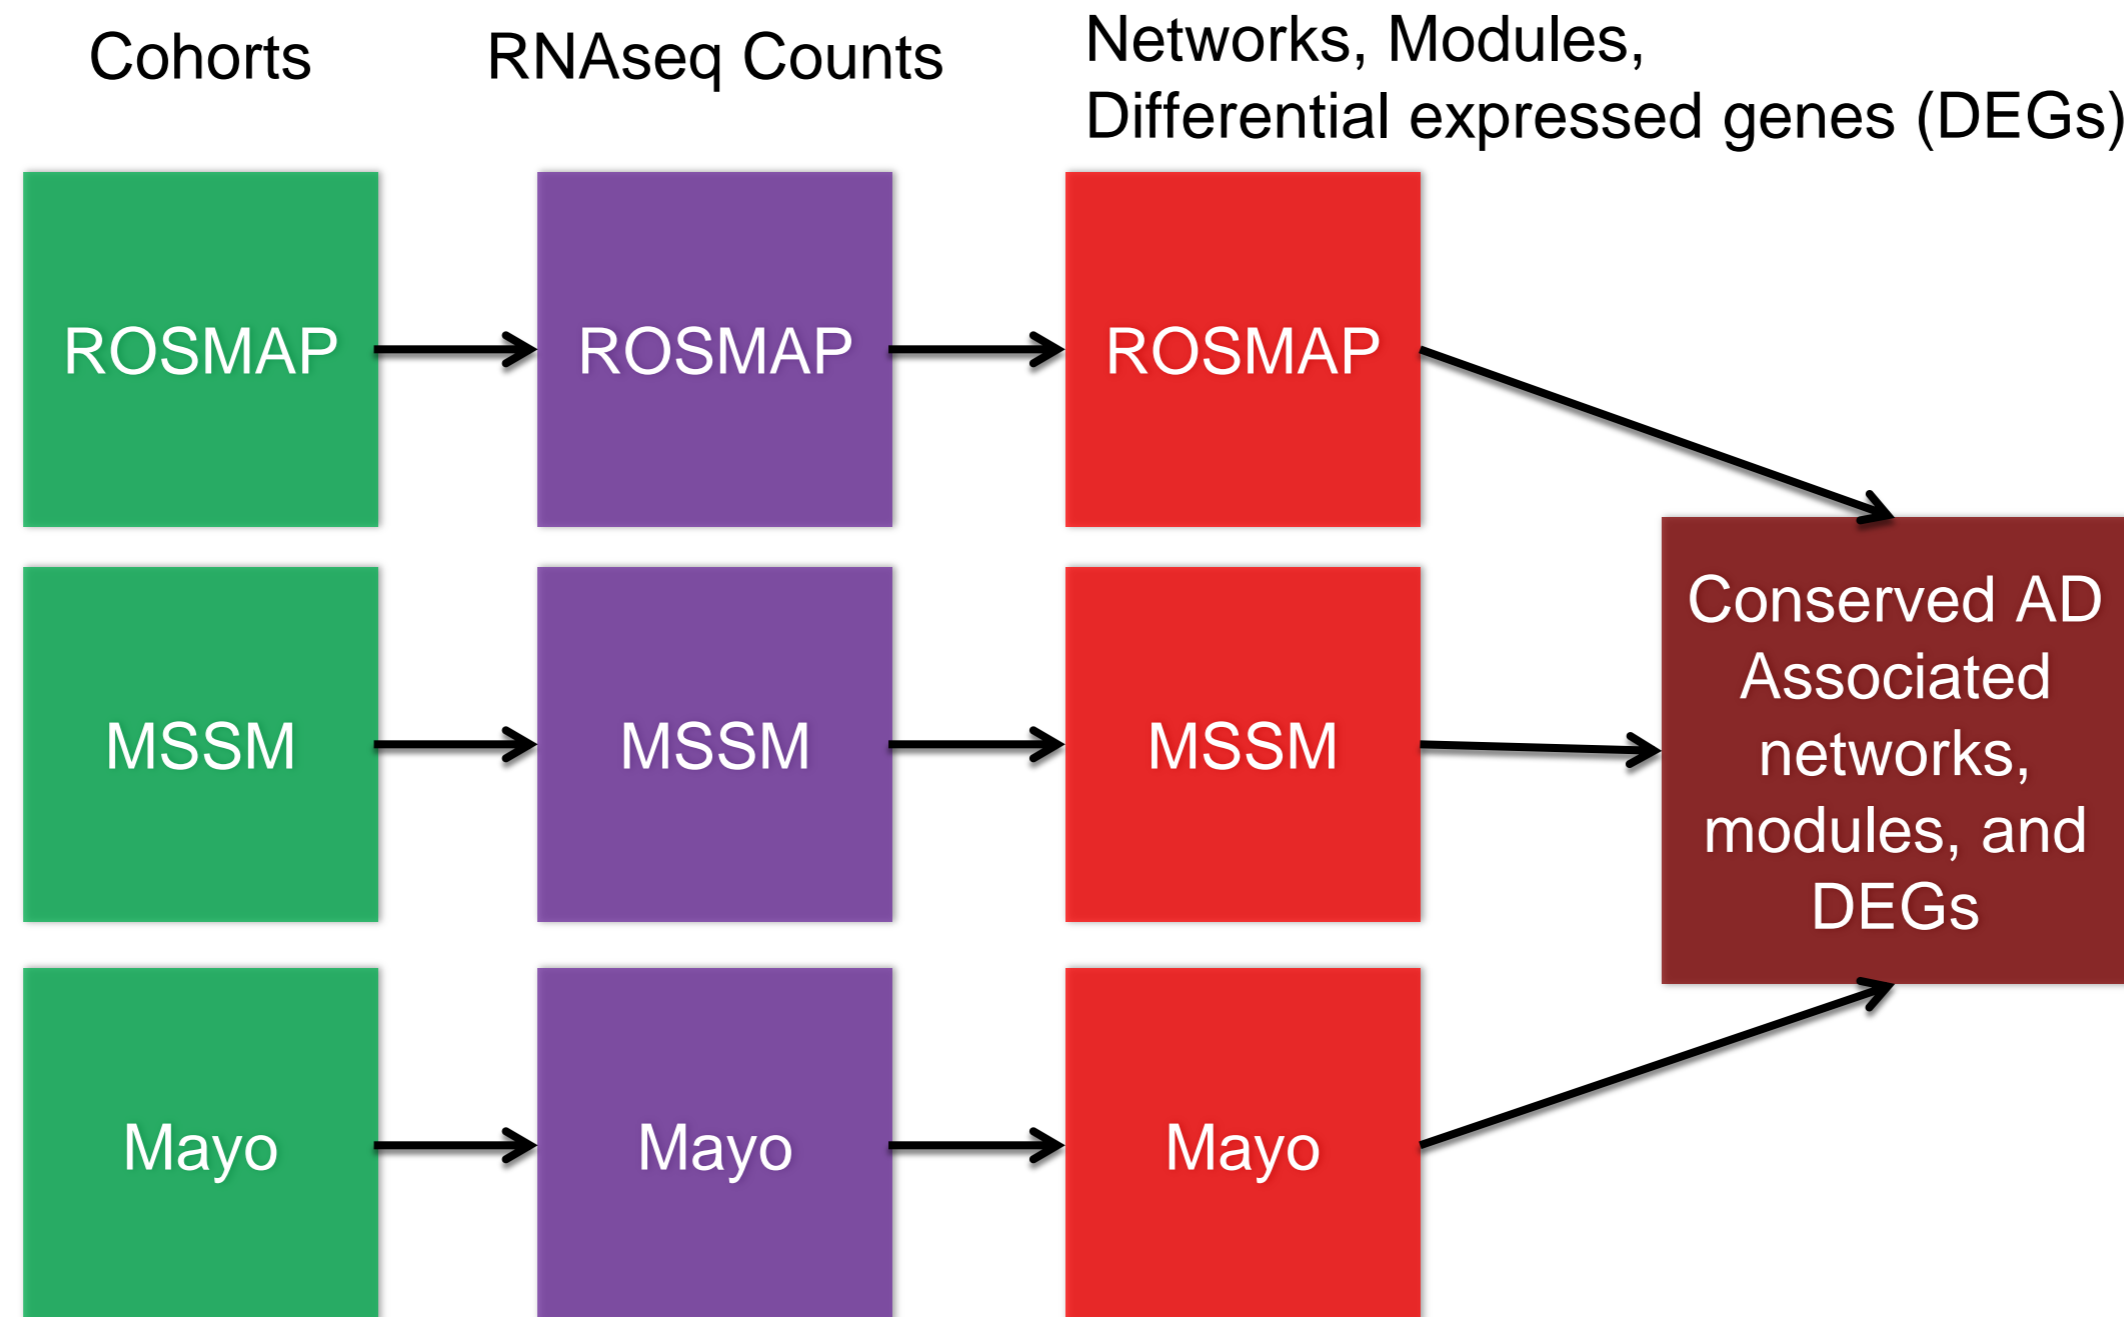 Cohorts
RNAseq Counts
Networks, Modules,
Differential expressed genes (DEGs)
ROSMAP
ROSMAP
ROSMAP
MSSM
MSSM
MSSM
Conserved AD
Associated
networks,
modules, and
DEGs
Mayo
Mayo
Mayo